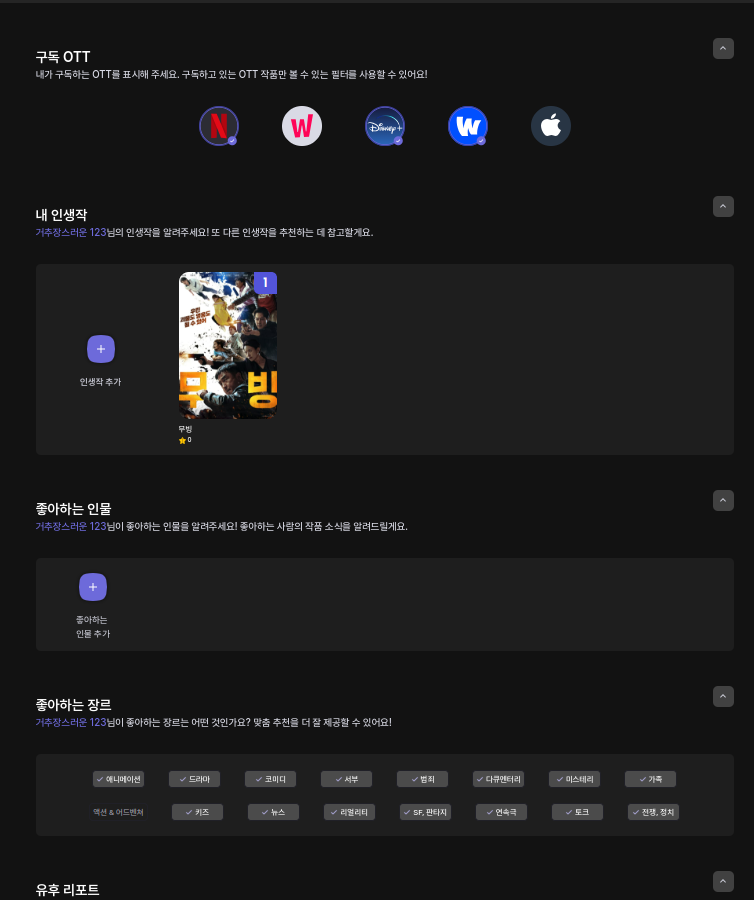 구독 OTT
내가 구독하는 OTT를 표시해 주세요. 구독하고 있는 OTT 작품만 볼 수 있는 필터를 사용할 수 있어요!
N W Disney+ W
내 인생작
거추장스러운 123님의 인생작을 알려주세요! 또 다른 인생작을 추천하는 데 참고할게요.
1
무빙
인생작 추가
무빙
0
좋아하는 인물
거추장스러운 123님이 좋아하는 인물을 알려주세요! 좋아하는 사람의 작품 소식을 알려드릴게요.
좋아하는
인물 추가
좋아하는 장르
거추장스러운 123님이 좋아하는 장르는 어떤 것인가요? 맞춤 추천을 더 잘 제공할 수 있어요!
애니메이션 드라마 코미디 서부 범죄 다큐멘터리 미스테리 가족
액션 & 어드벤쳐 키즈 뉴스 리얼리티 SF, 판타지 연속극 토크 전쟁, 정치
유후 리포트